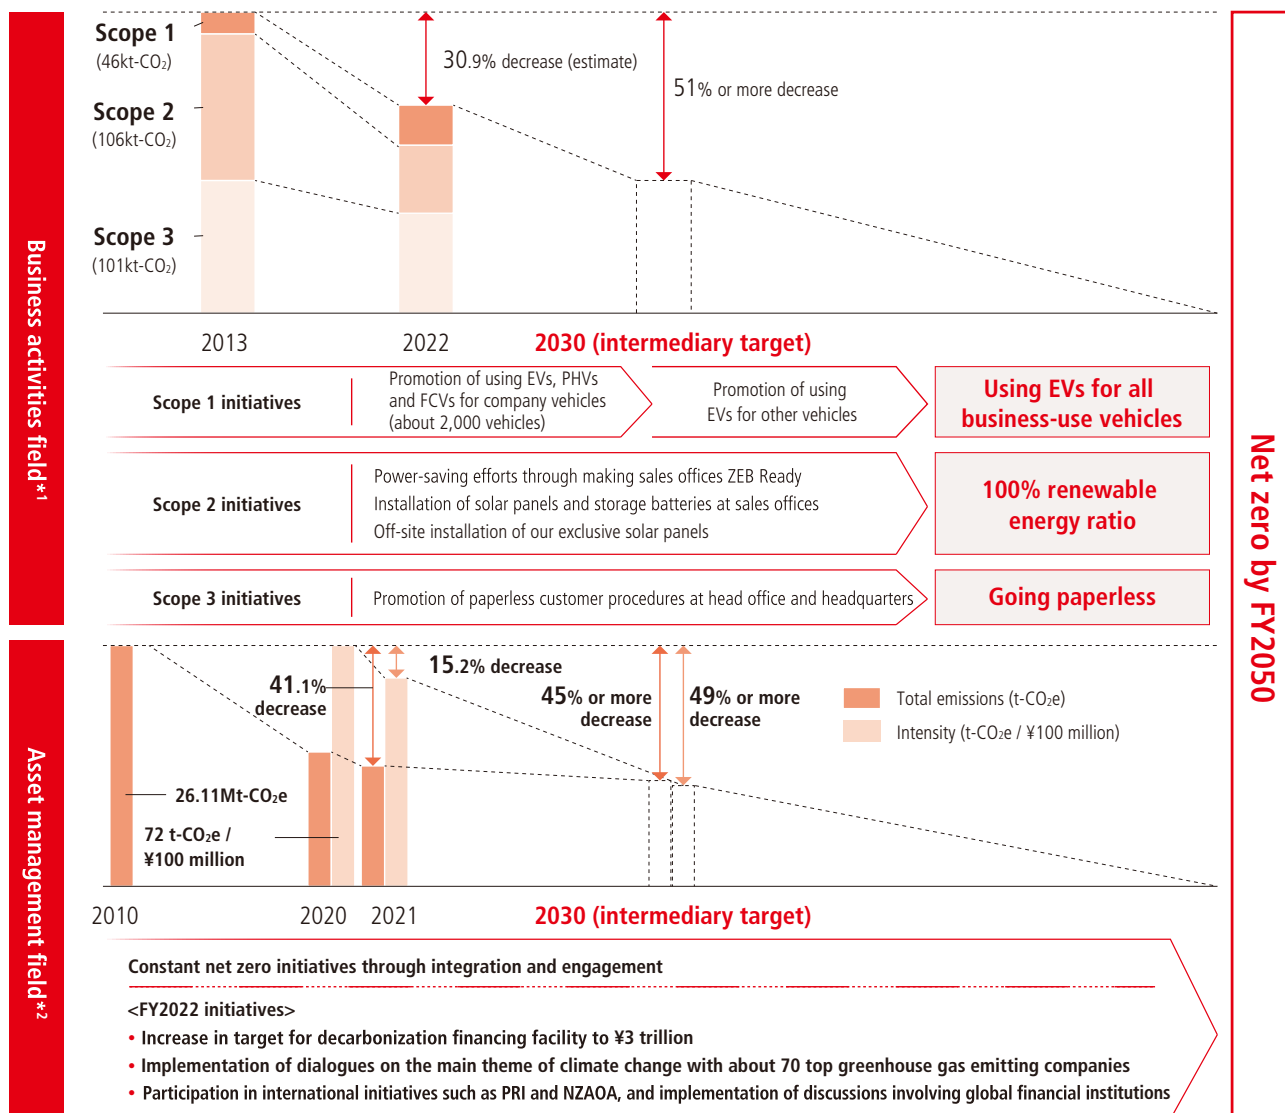 Business activities field*1
Scope 1
(46kt-CO₂)
Scope 2
(106kt-CO₂)
Scope 3
(101kt-CO₂)
30.9% decrease (estimate)
51% or more decrease
2013
2022
2030 (intermediary target)
Scope 1 initiatives
Promotion of using EVs, PHVs
and FCVs for company vehicles
(about 2,000 vehicles)
Promotion of using
EVs for other vehicles
Using EVs for all
business-use vehicles
Scope 2 initiatives
Power-saving efforts through making sales offices ZEB Ready
Installation of solar panels and storage batteries at sales offices
Off-site installation of our exclusive solar panels
100% renewable
energy ratio
Scope 3 initiatives
Promotion of paperless customer procedures at head office and headquarters
Going paperless
Net zero by FY2050
Asset management field*2
41.1%
decrease
15.2% decrease
45% or more
decrease
49% or more
decrease
Total emissions (t-CO₂e)
Intensity (t-CO₂e / ¥100 million)
26.11Mt-CO₂e
72 t-CO₂e /
¥100 million
2010
2020
2021
2030 (intermediary target)
Constant net zero initiatives through integration and engagement
<FY2022 initiatives>
• Increase in target for decarbonization financing facility to ¥3 trillion
• Implementation of dialogues on the main theme of climate change with about 70 top greenhouse gas emitting companies
• Participation in international initiatives such as PRI and NZAOA, and implementation of discussions involving global financial institutions